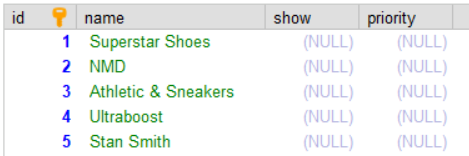 id name show priority
1 Superstar Shoes (NULL) (NULL)
2 NMD (NULL) (NULL)
3 Athletic & Sneakers (NULL) (NULL)
4 Ultraboost (NULL) (NULL)
5 Stan Smith (NULL) (NULL)